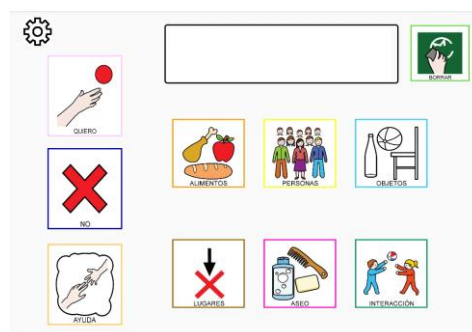 BORRAR
QUIERO
ALIMENTOS
PERSONAS
OBJETOS
NO
LUGARES
ASEO
INTERACCIÓN
AYUDA